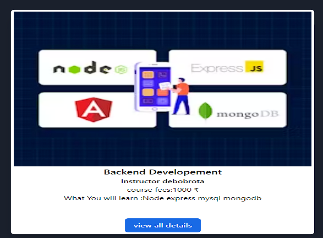 node
Express JS
A
mongoDB
Backend Developement
Instructor debobrota
course fees:1000 ₹
What You will learn :Node express mysql mongodb
view all details